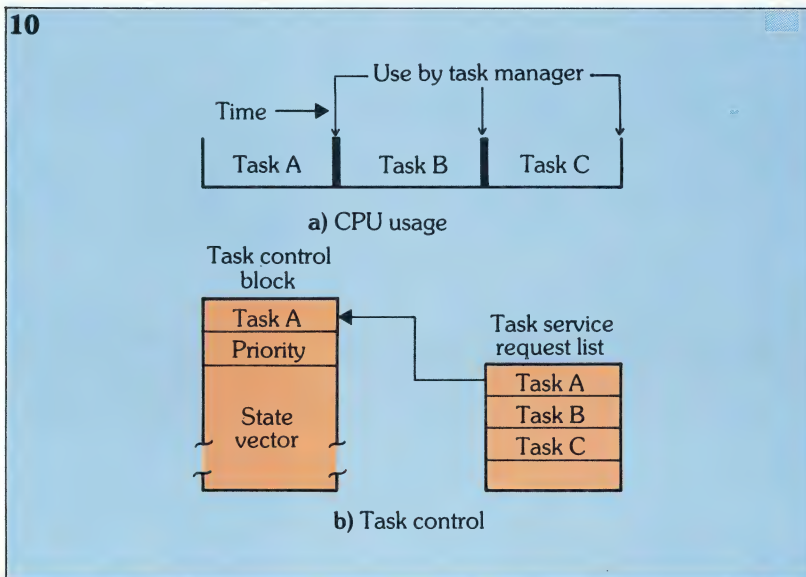 10
Use by task manager
Time
Task A
Task B
Task C
a) CPU usage
Task control
block
Task A
Priority
State
vector
Task service
request list
Task A
Task B
Task C
b) Task control